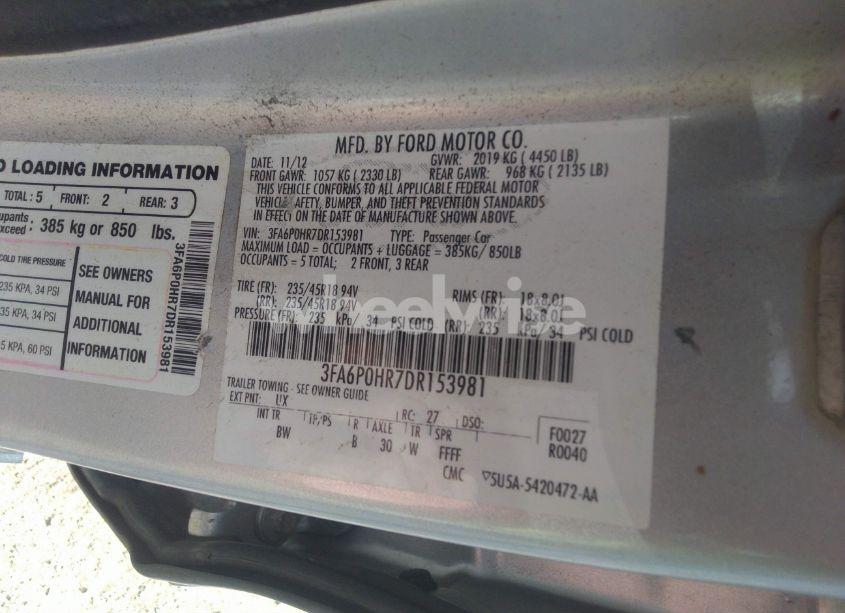 D LOADING INFORMATION
TOTAL: 5 FRONT: 2 REAR: 3
upants
xceed: 385 kg or 850 lbs.
COLD TIRE PRESSURE
235 KPA, 34 PSI
35 KPA, 34 PSI
5 KPA, 60 PSI
SEE OWNERS
MANUAL FOR
ADDITIONAL
INFORMATION
3FA6P0HR7DR153981
MFD. BY FORD MOTOR CO.
DATE: 11/12 GVWR: 2019 KG ( 4450 LB)
FRONT GAWR: 1057 KG ( 2330 LB) REAR GAWR: 968 KG ( 2135 LB)
THIS VEHICLE CONFORMS TO ALL APPLICABLE FEDERAL MOTOR
VEHICLE SAFETY, BUMPER, AND THEFT PREVENTION STANDARDS
IN EFFECT ON THE DATE OF MANUFACTURE SHOWN ABOVE.
VIN: 3FA6P0HR7DR153981 TYPE: Passenger Car
MAXIMUM LOAD = OCCUPANTS + LUGGAGE = 385KG/ 850LB
OCCUPANTS = 5 TOTAL; 2 FRONT, 3 REAR
wheelvine
TIRE (FR): 235/45R18 94V RIMS (FR): 18x8.0J
(RR): 235/45R18 94V (RR): 18x8.0J
PRESSURE (FR): 235 kPa/ 34 PSI COLD (RR): 235 kPa/ 34 PSI COLD
3FA6P0HR7DR153981
TRAILER TOWING - SEE OWNER GUIDE
EXT PNT: UX RC: 27 DSO:
INT TR TP/PS R AXLE TR SPR F0027
BW B 30 W FFFF R0040
CMC ▽5U5A-5420472-AA